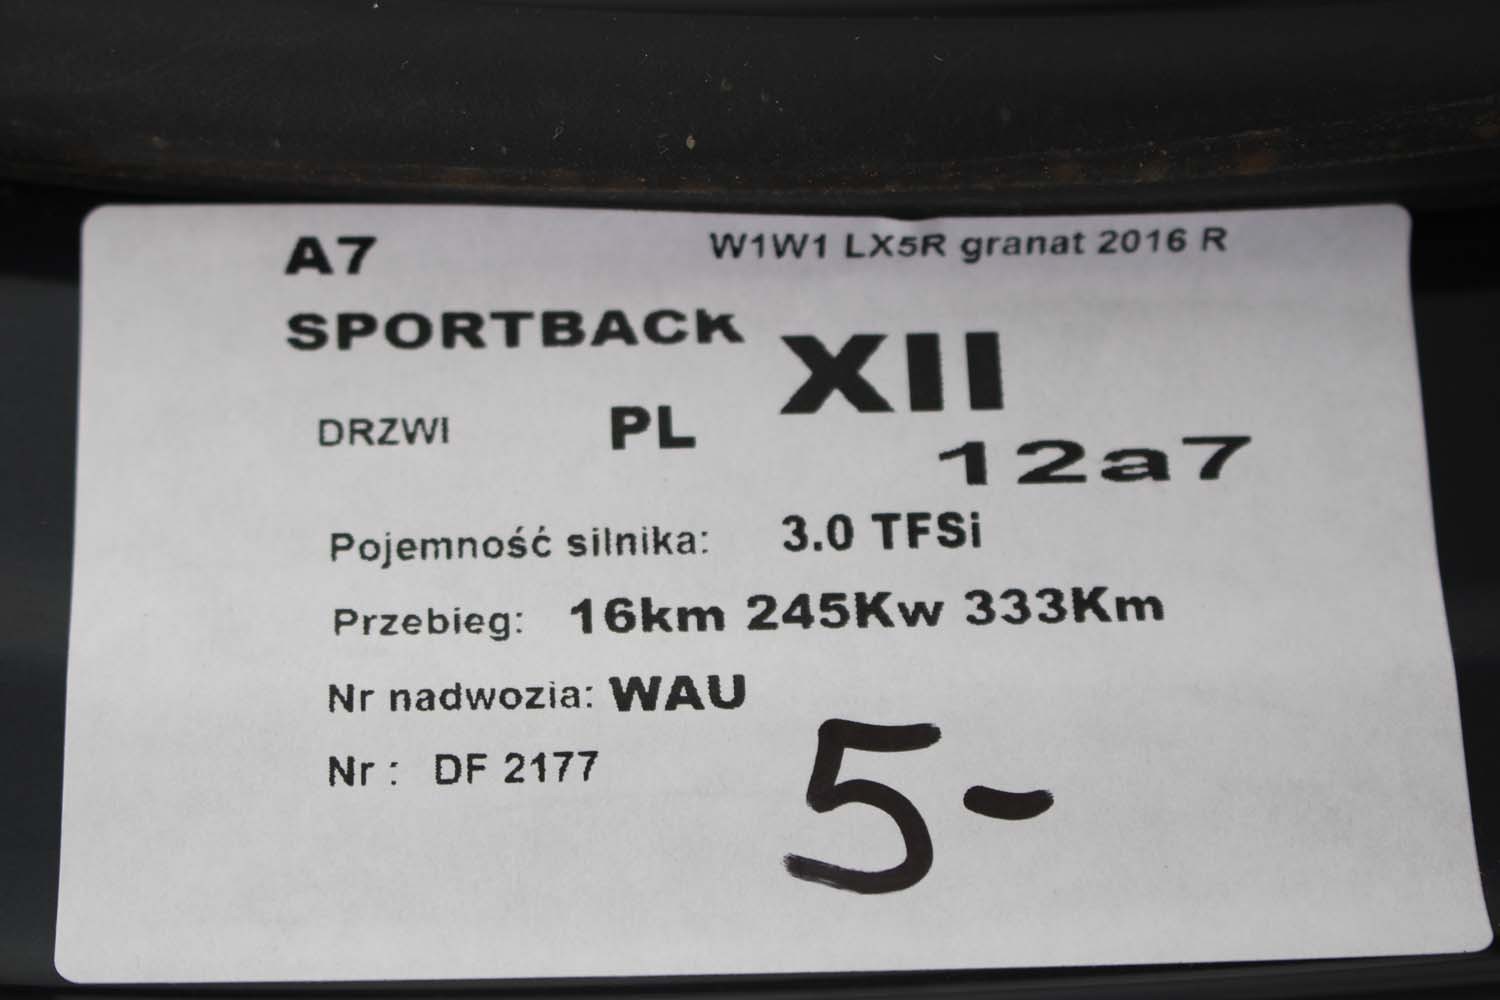 A7 W1W1 LX5R granat 2016 R
SPORTBACK
XII
DRZWI PL
12a7
Pojemność silnika: 3.0 TFSi
Przebieg: 16km 245Kw 333Km
Nr nadwozia: WAU
Nr : DF 2177
5-